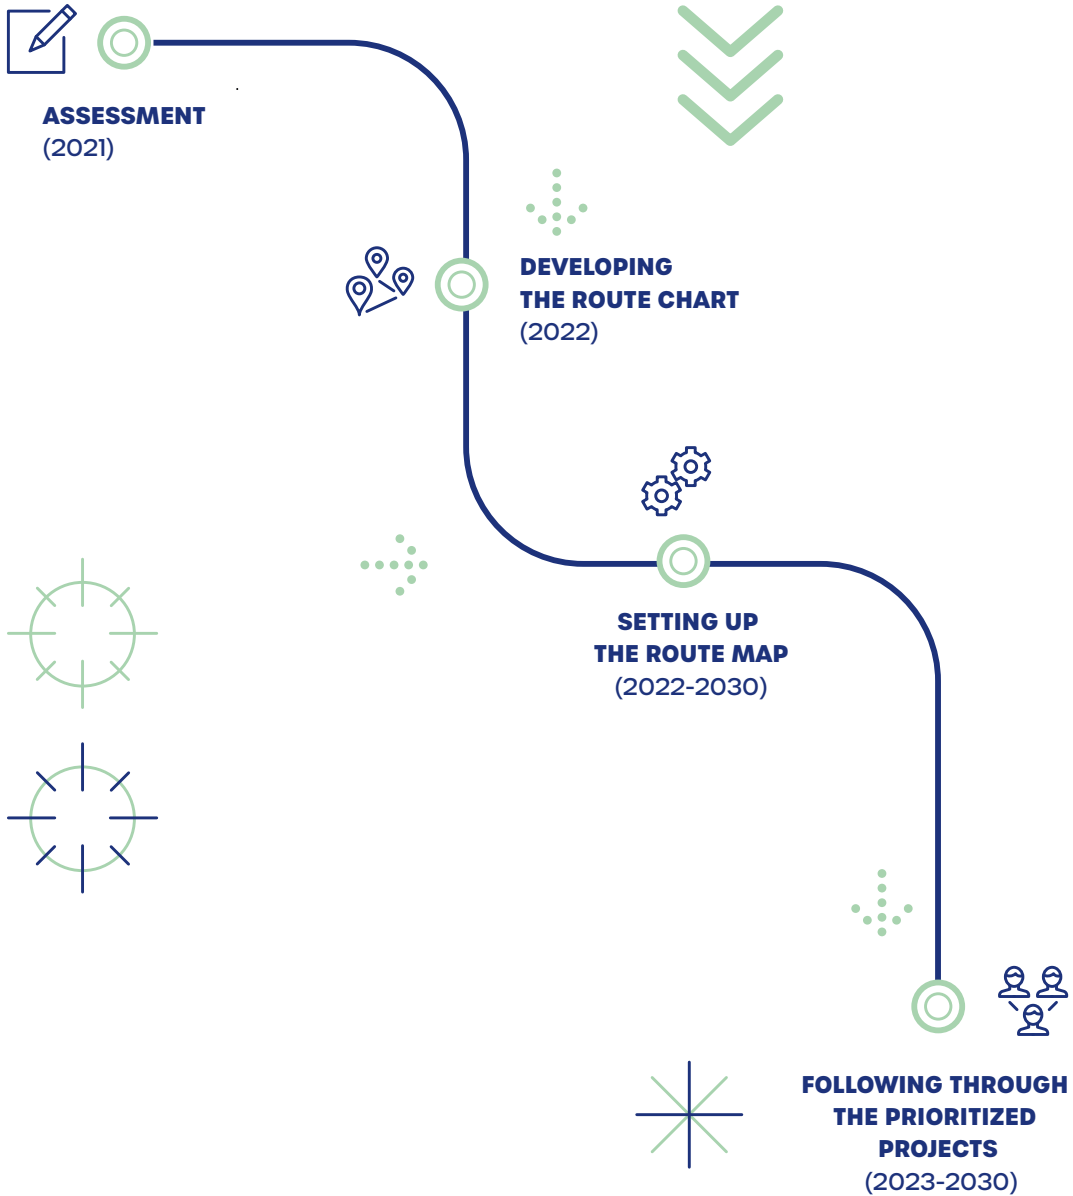 ASSESSMENT
(2021)
DEVELOPING
THE ROUTE CHART
(2022)
SETTING UP
THE ROUTE MAP
(2022-2030)
FOLLOWING THROUGH
THE PRIORITIZED
PROJECTS
(2023-2030)